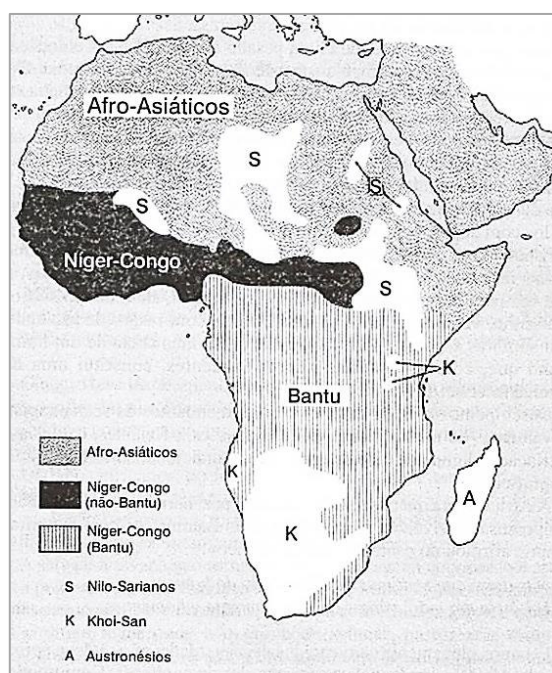 Afro-Asiáticos
S
S
S
Níger-Congo
S
K
Bantu
K
K
A
Afro-Asiáticos
Níger-Congo
(não-Bantu)
Níger-Congo
(Bantu)
S Nilo-Sarianos
K Khoi-San
A Austronésios